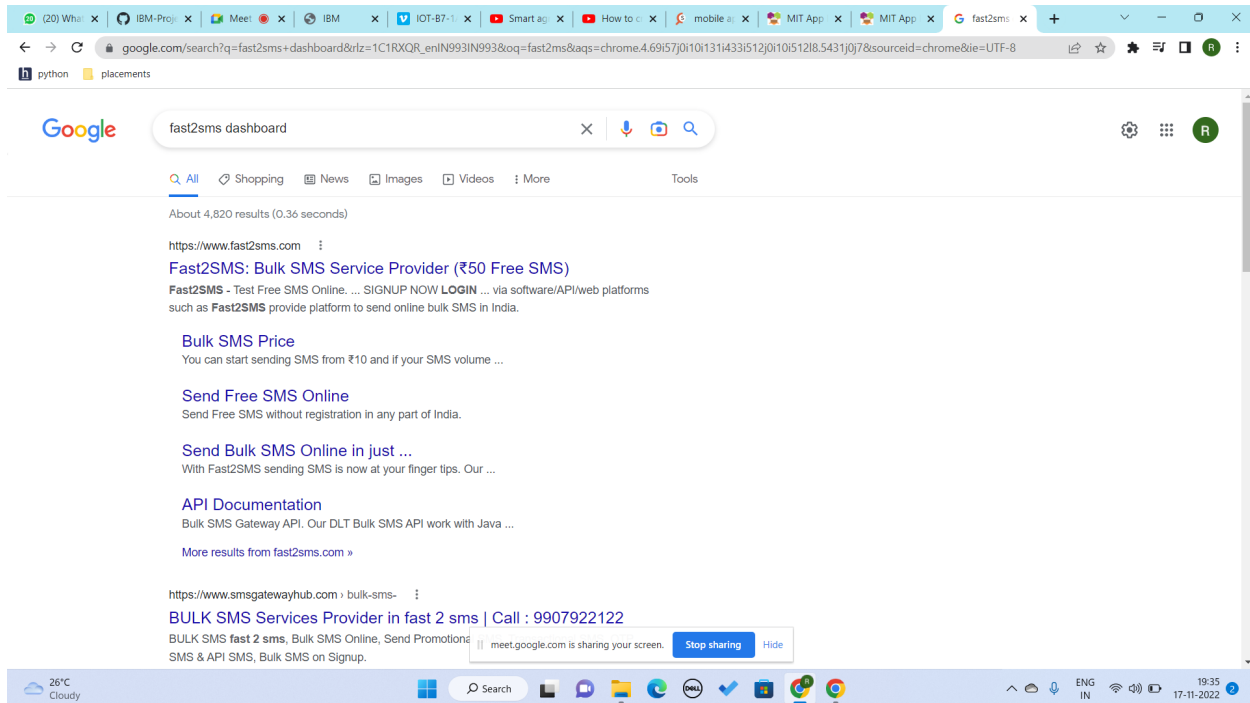 (20) What
IBM-Proje
Meet
IBM
IOT-B7-1
Smart ag
How to c
mobile a
MIT App
MIT App
fast2sms
google.com/search?q=fast2sms+dashboard&rlz=1C1RXQR_enIN993IN993&oq=fast2ms&aqs=chrome.4.69i57j0i10i131i433i512j0i10i512l8.5431j0j7&sourceid=chrome&ie=UTF-8
R
python
placements
Google
fast2sms dashboard
R
All
Shopping
News
Images
Videos
More
Tools
About 4,820 results (0.36 seconds)
https://www.fast2sms.com
Fast2SMS: Bulk SMS Service Provider (₹50 Free SMS)
Fast2SMS - Test Free SMS Online. ... SIGNUP NOW LOGIN ... via software/API/web platforms
such as Fast2SMS provide platform to send online bulk SMS in India.
Bulk SMS Price
You can start sending SMS from ₹10 and if your SMS volume ...
Send Free SMS Online
Send Free SMS without registration in any part of India.
Send Bulk SMS Online in just ...
With Fast2SMS sending SMS is now at your finger tips. Our ...
API Documentation
Bulk SMS Gateway API. Our DLT Bulk SMS API work with Java ...
More results from fast2sms.com »
https://www.smsgatewayhub.com › bulk-sms-
BULK SMS Services Provider in fast 2 sms | Call : 9907922122
BULK SMS fast 2 sms, Bulk SMS Online, Send Promotiona
SMS & API SMS, Bulk SMS on Signup.
meet.google.com is sharing your screen.
Stop sharing
Hide
26°C
Cloudy
Search
DELL
R
ENG
IN
19:35
17-11-2022
2